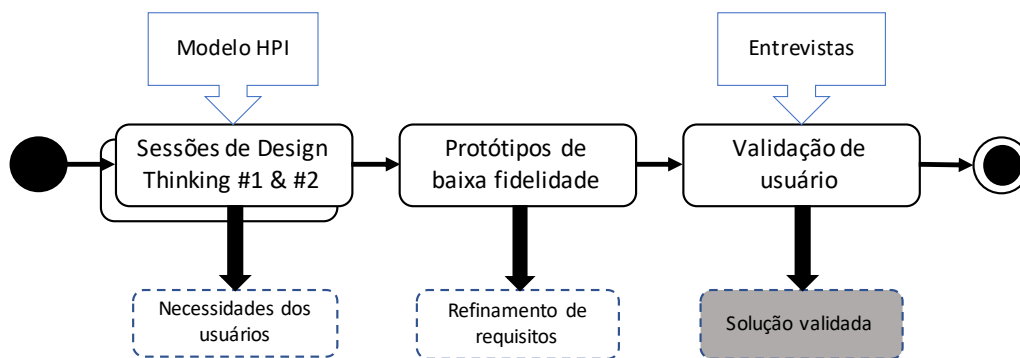 Modelo HPI
Entrevistas
Sessões de Design
Thinking #1 & #2
Protótipos de
baixa fidelidade
Validação de
usuário
Necessidades dos
usuários
Refinamento de
requisitos
Solução validada